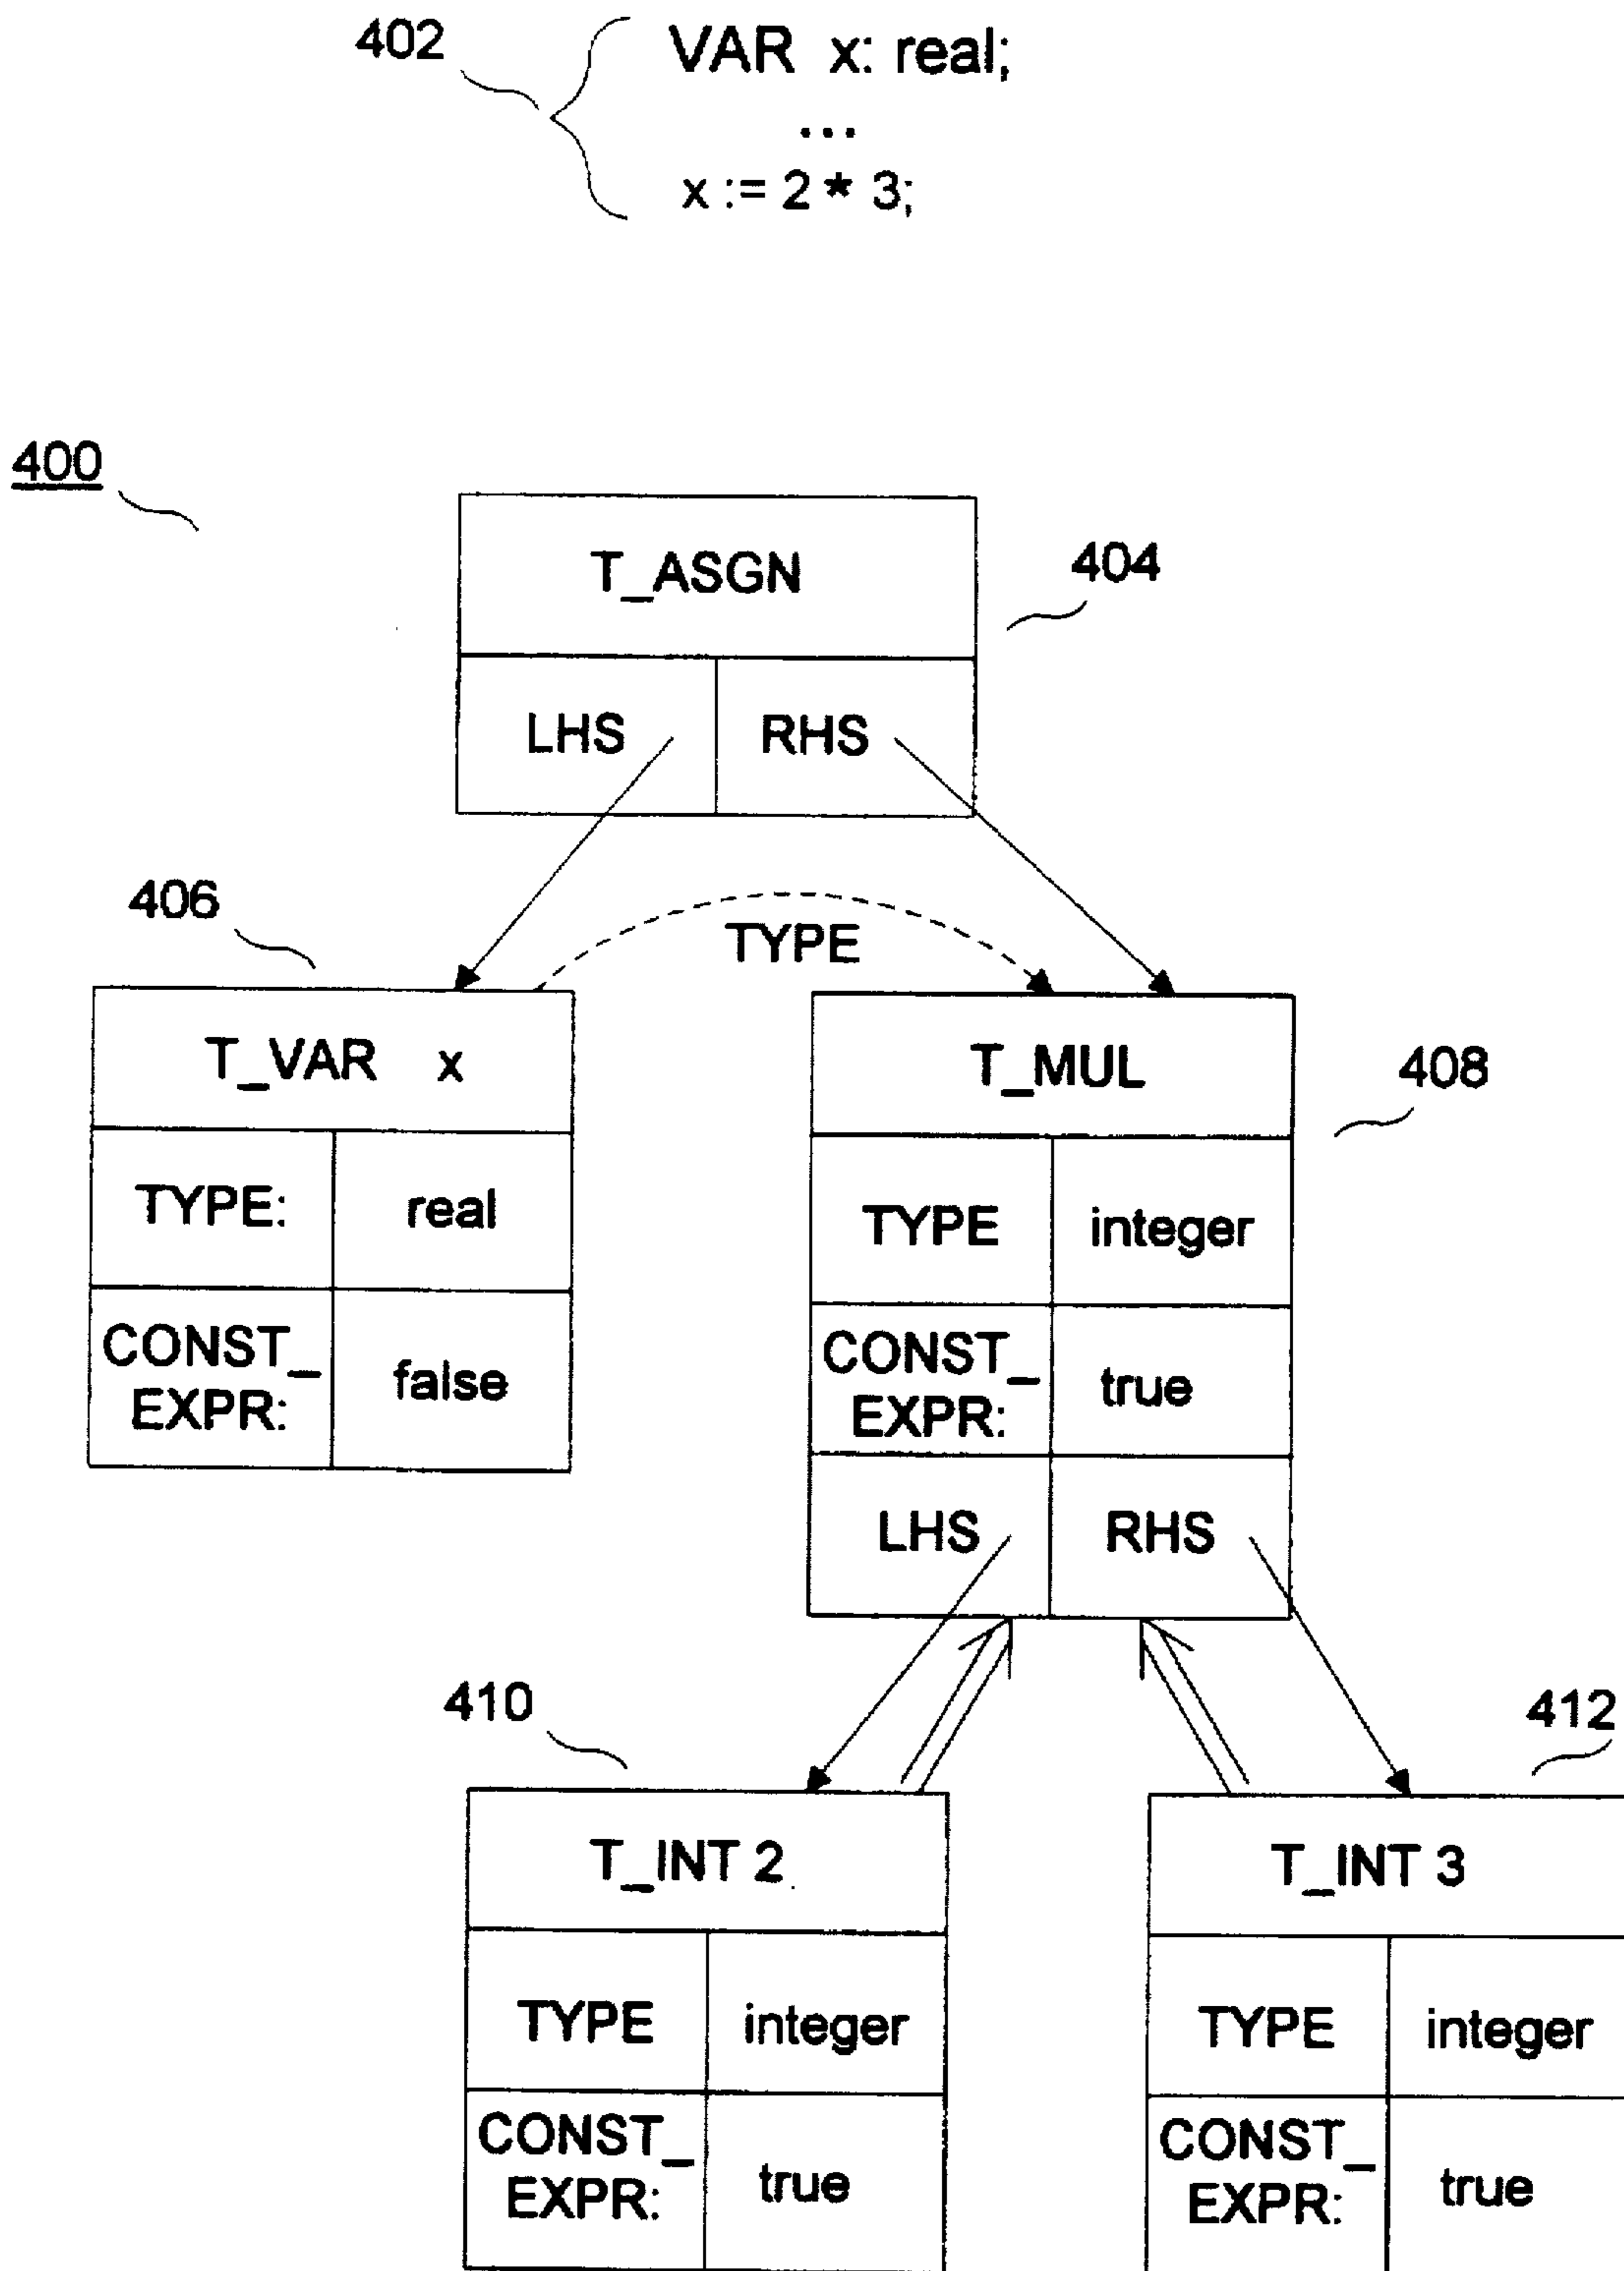 402
VAR x: real;
...
x := 2 * 3;
400
T_ASGN
404
LHS RHS
406
TYPE
T_VAR x
T_MUL
408
TYPE: real
TYPE integer
CONST_
EXPR: false
CONST_
EXPR: true
LHS RHS
410
412
T_INT 2
T_INT 3
TYPE integer
TYPE integer
CONST_
EXPR: true
CONST_
EXPR: true